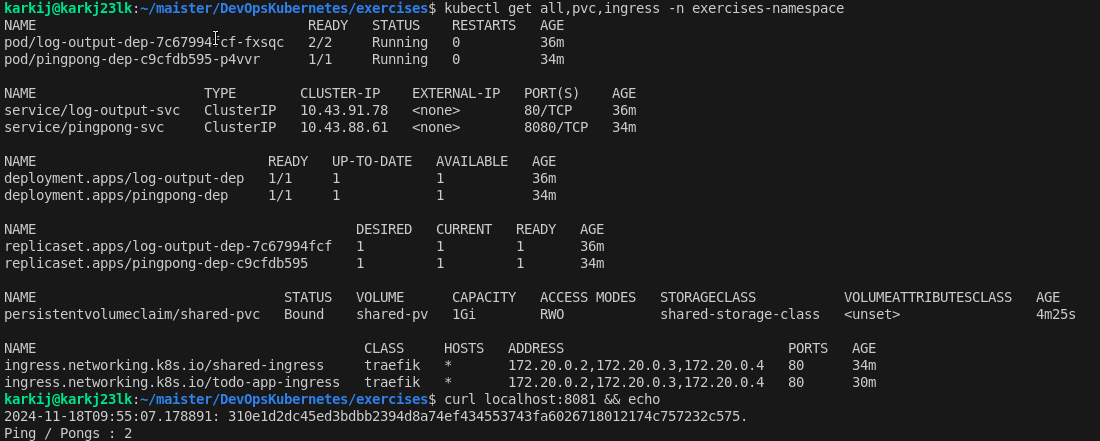 karkij@karkj23lk:~/maister/DevOpsKubernetes/exercises$ kubectl get all,pvc,ingress -n exercises-namespace
NAME                                  READY   STATUS    RESTARTS   AGE
pod/log-output-dep-7c67994fcf-fxsqc   2/2     Running   0          36m
pod/pingpong-dep-c9cfdb595-p4vvr      1/1     Running   0          34m
NAME                     TYPE        CLUSTER-IP    EXTERNAL-IP   PORT(S)    AGE
service/log-output-svc   ClusterIP   10.43.91.78   <none>        80/TCP     36m
service/pingpong-svc     ClusterIP   10.43.88.61   <none>        8080/TCP   34m
NAME                             READY   UP-TO-DATE   AVAILABLE   AGE
deployment.apps/log-output-dep   1/1     1            1           36m
deployment.apps/pingpong-dep     1/1     1            1           34m
NAME                                        DESIRED   CURRENT   READY   AGE
replicaset.apps/log-output-dep-7c67994fcf   1         1         1       36m
replicaset.apps/pingpong-dep-c9cfdb595      1         1         1       34m
NAME                               STATUS   VOLUME      CAPACITY   ACCESS MODES   STORAGECLASS           VOLUMEATTRIBUTESCLASS   AGE
persistentvolumeclaim/shared-pvc   Bound    shared-pv   1Gi        RWO            shared-storage-class   <unset>                 4m25s
NAME                                         CLASS     HOSTS   ADDRESS                            PORTS   AGE
ingress.networking.k8s.io/shared-ingress     traefik   *       172.20.0.2,172.20.0.3,172.20.0.4   80      34m
ingress.networking.k8s.io/todo-app-ingress   traefik   *       172.20.0.2,172.20.0.3,172.20.0.4   80      30m
karkij@karkj23lk:~/maister/DevOpsKubernetes/exercises$ curl localhost:8081 && echo
2024-11-18T09:55:07.178891: 310e1d2dc45ed3bdbb2394d8a74ef434553743fa6026718012174c757232c575.
Ping / Pongs : 2